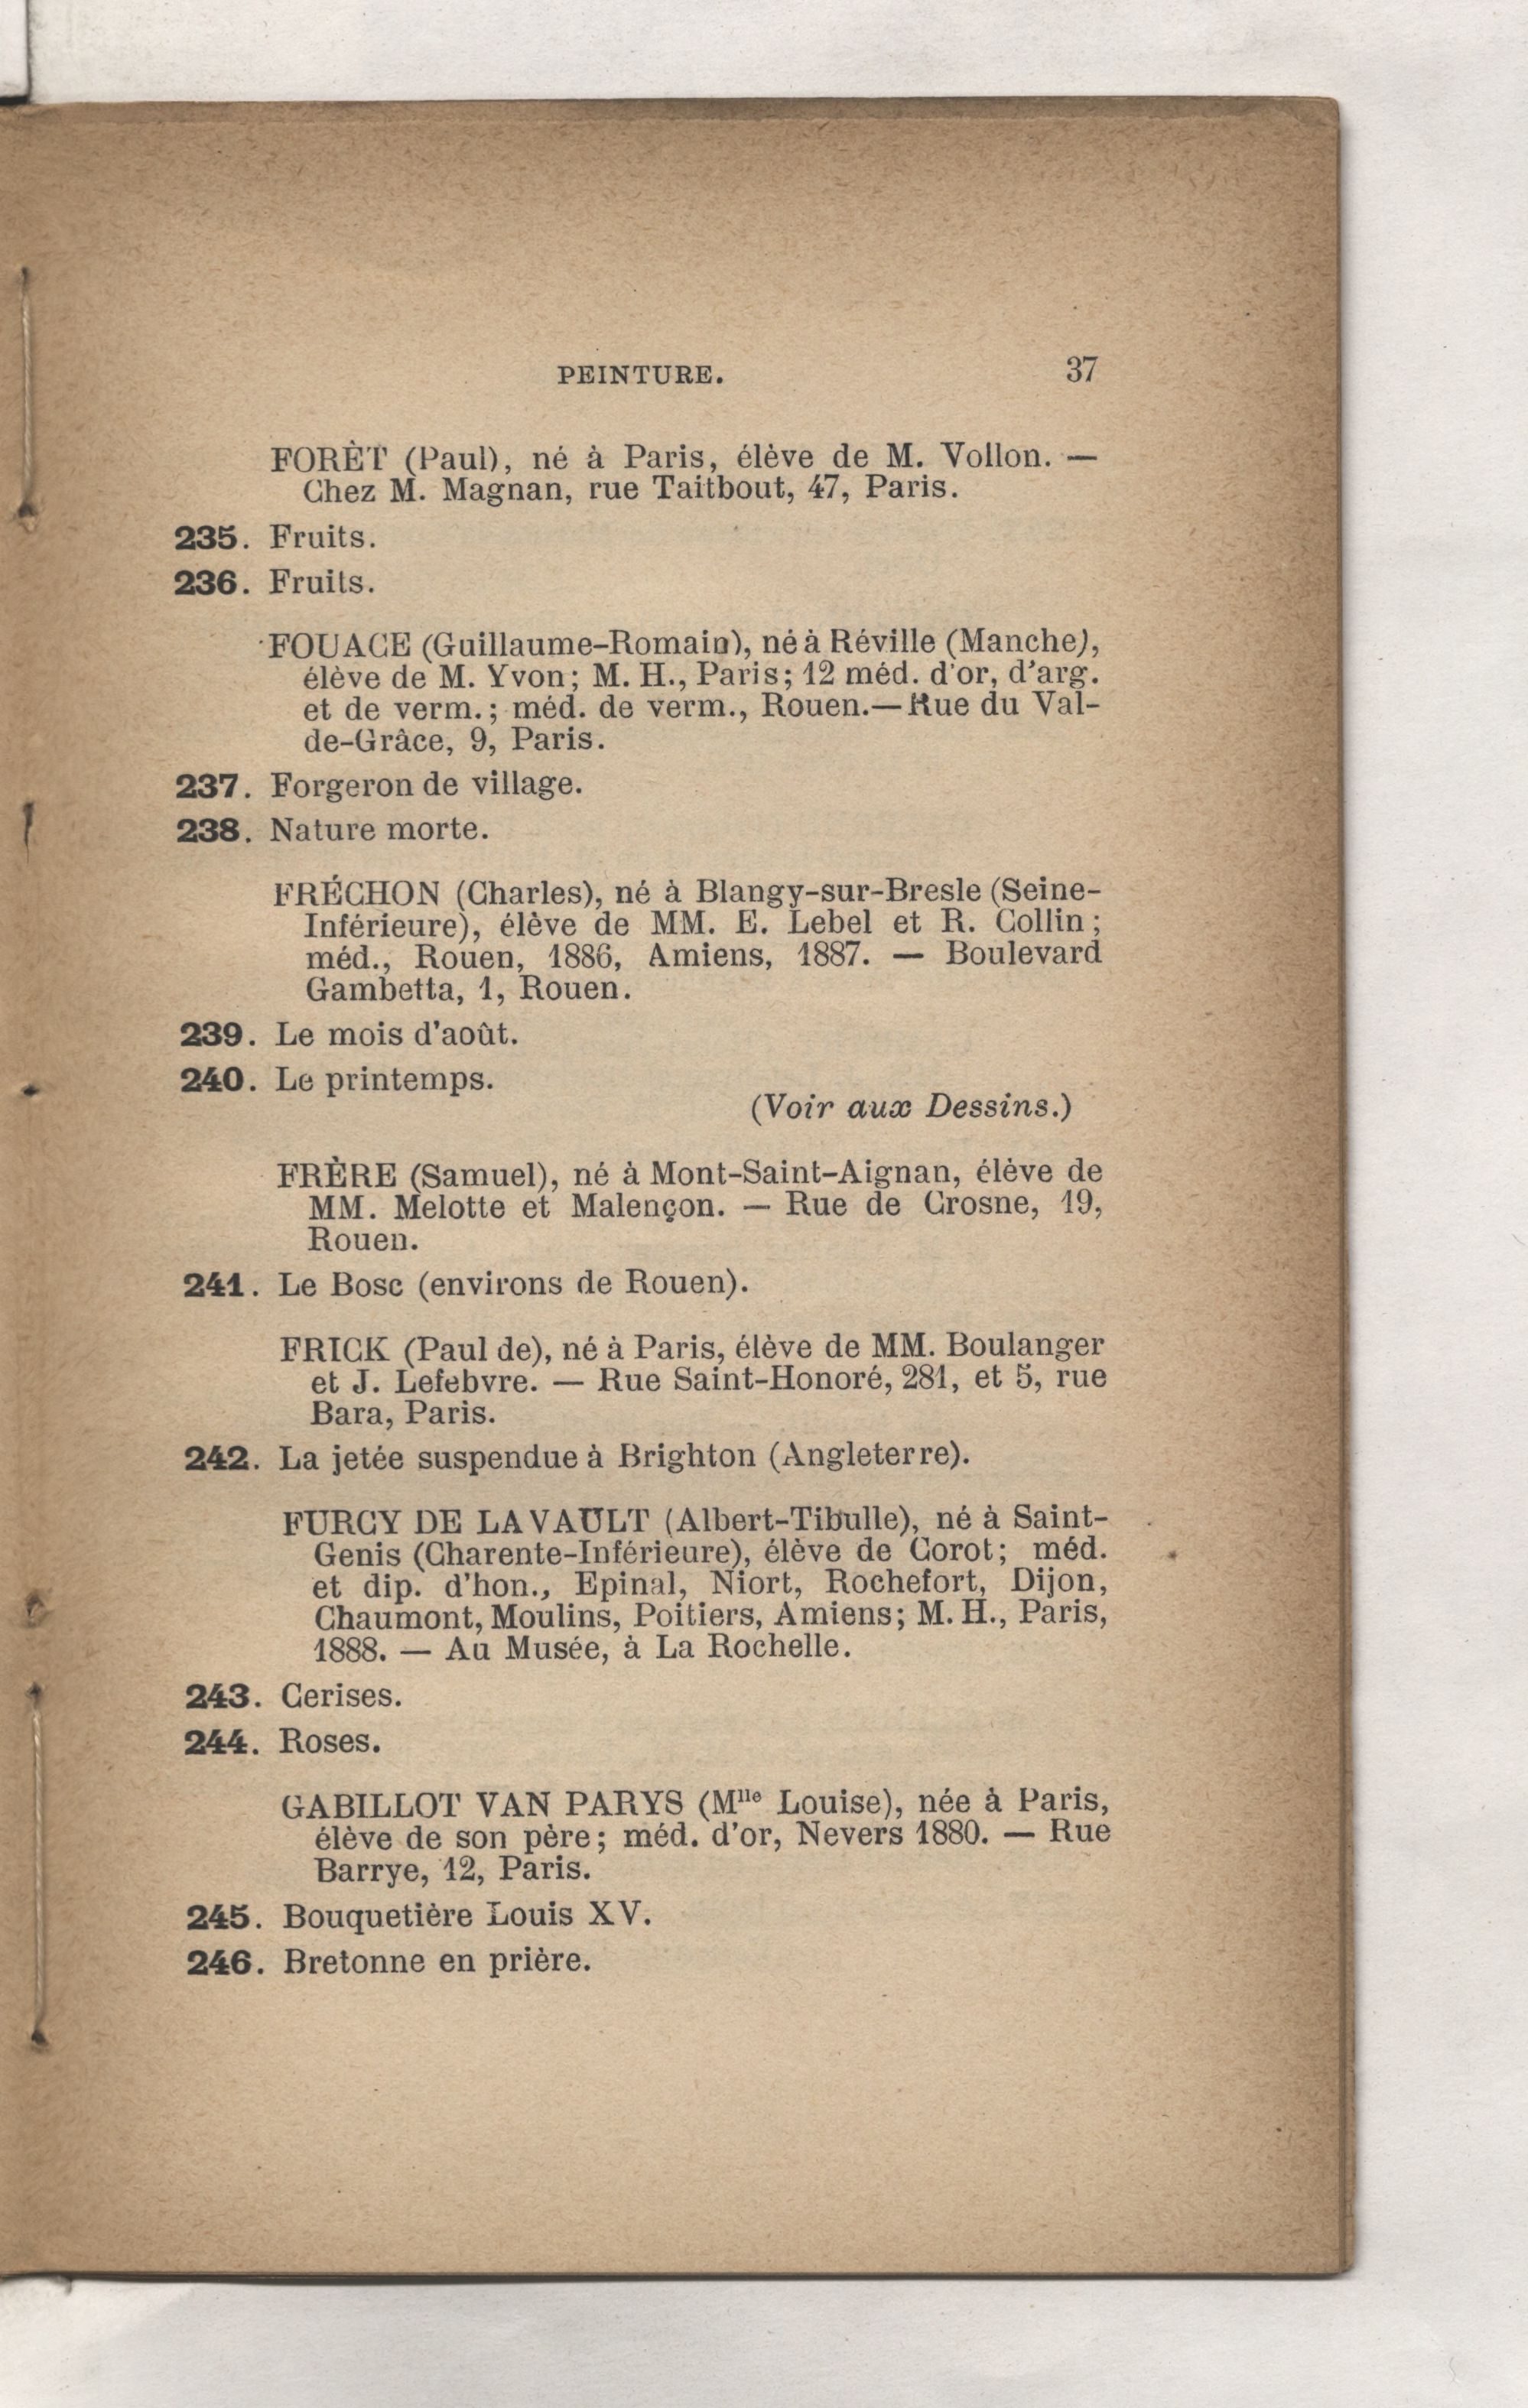 PEINTURE. 37
FORÈT (Paul), né à Paris, élève de M. Vollon. —
Chez M. Magnan, rue Taitbout, 47, Paris.
235. Fruits.
236. Fruits.
FOUACE (Guillaume-Romain), né à Réville (Manche),
élève de M. Yvon; M. H., Paris; 12 méd. d'or, d'arg.
et de verm.; méd. de verm., Rouen.—Rue du Val-
de-Grâce, 9, Paris.
237. Forgeron de village.
238. Nature morte.
FRÉCHON (Charles), né à Blangy-sur-Bresle (Seine-
Inférieure), élève de MM. E. Lebel et R. Collin;
méd., Rouen, 1886, Amiens, 1887. — Boulevard
Gambetta, 1, Rouen.
239. Le mois d'août.
240. Le printemps.
(Voir aux Dessins.)
FRÈRE (Samuel), né à Mont-Saint-Aignan, élève de
MM. Melotte et Malençon. — Rue de Crosne, 19,
Rouen.
241. Le Bosc (environs de Rouen).
FRICK (Paul de), né à Paris, élève de MM. Boulanger
et J. Lefebvre. — Rue Saint-Honoré, 281, et 5, rue
Bara, Paris.
242. La jetée suspendue à Brighton (Angleterre).
FURCY DE LAVAULT (Albert-Tibulle), né à Saint-
Genis (Charente-Inférieure), élève de Corot; méd.
et dip. d'hon., Epinal, Niort, Rochefort, Dijon,
Chaumont, Moulins, Poitiers, Amiens; M. H., Paris,
1888. — Au Musée, à La Rochelle.
243. Cerises.
244. Roses.
GABILLOT VAN PARYS (Mlle Louise), née à Paris,
élève de son père; méd. d'or, Nevers 1880. — Rue
Barrye, 12, Paris.
245. Bouquetière Louis XV.
246. Bretonne en prière.